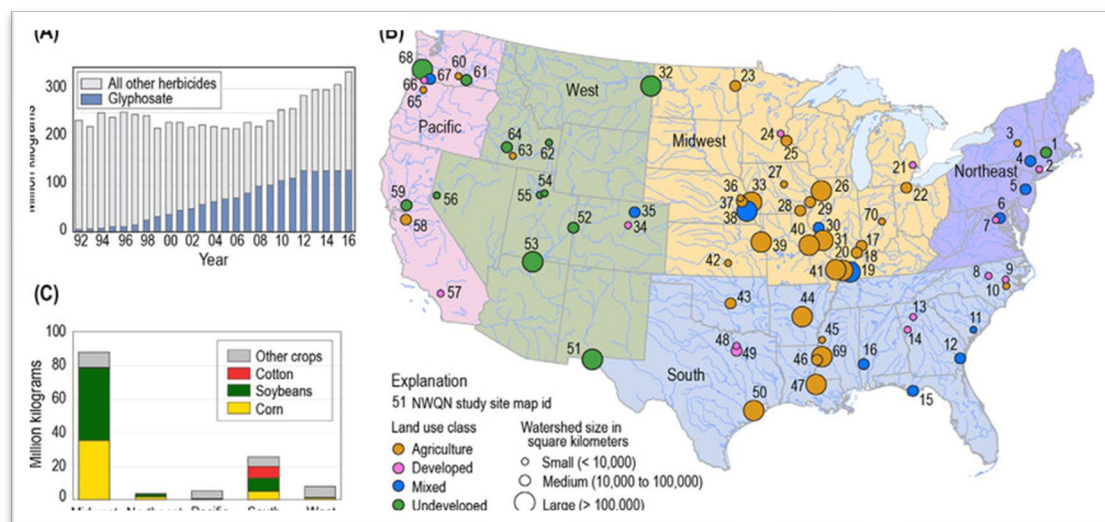 (A)
300
200
100
0
Million kilograms
All other herbicides
Glyphosate
92 94 96 98 00 02 04 06 08 10 12 14 16
Year
(C)
100
80
60
40
20
0
Million kilograms
Other crops
Cotton
Soybeans
Corn
Midwest Northeast Pacific South West
(B)
68
67
66
65
60
61
Pacific
64
63
62
59
58
56
57
West
55
54
53
52
51
35
34
32
23
Midwest
24
25
27
26
28
29
36
37
33
38
30
40
31
20
39
41
42
19
18
17
70
21
22
Northeast
3
4
1
2
5
6
7
8
9
10
11
12
13
14
15
16
South
43
44
45
46
69
47
48
49
50
Explanation
51 NWQN study site map id
Land use class
Agriculture
Developed
Mixed
Undeveloped
Watershed size in
square kilometers
Small (< 10,000)
Medium (10,000 to 100,000)
Large (> 100,000)